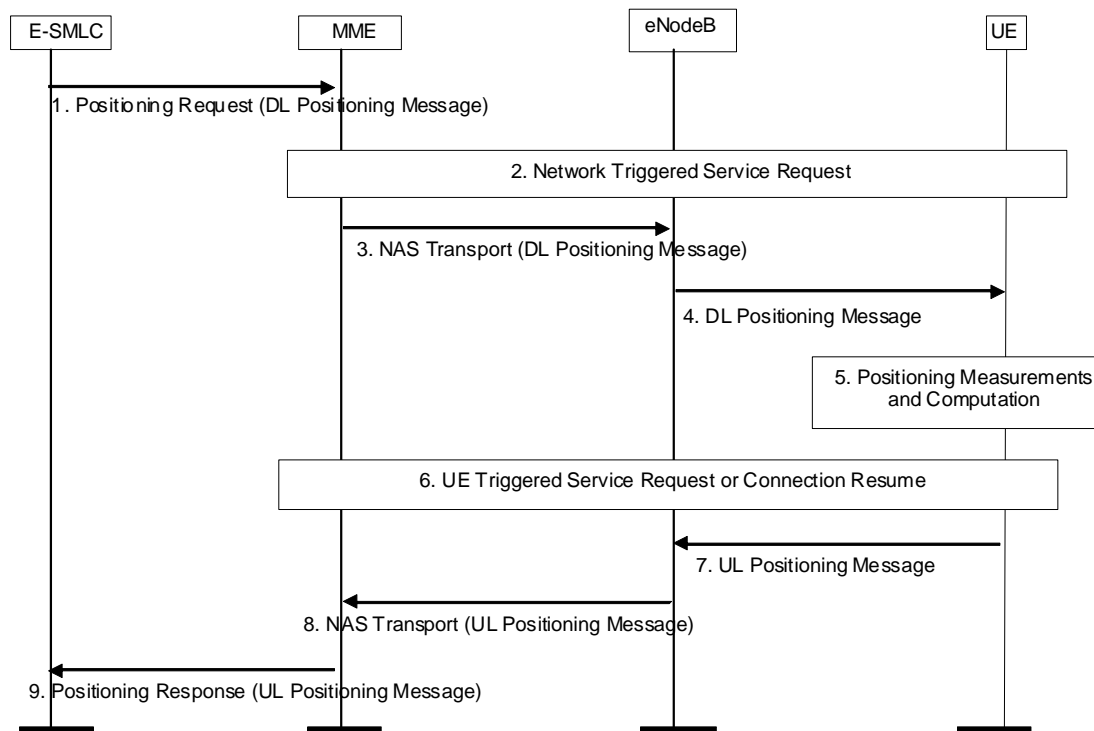 E-SMLC
MME
eNodeB
UE
1. Positioning Request (DL Positioning Message)
2. Network Triggered Service Request
3. NAS Transport (DL Positioning Message)
4. DL Positioning Message
5. Positioning Measurements
and Computation
6. UE Triggered Service Request or Connection Resume
7. UL Positioning Message
8. NAS Transport (UL Positioning Message)
9. Positioning Response (UL Positioning Message)